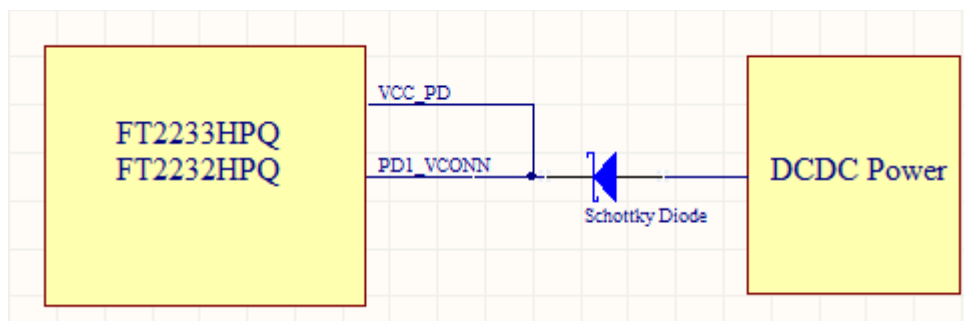 VCC_PD
FT2233HPQ
FT2232HPQ
PD1_VCONN
DCDC Power
Schottky Diode